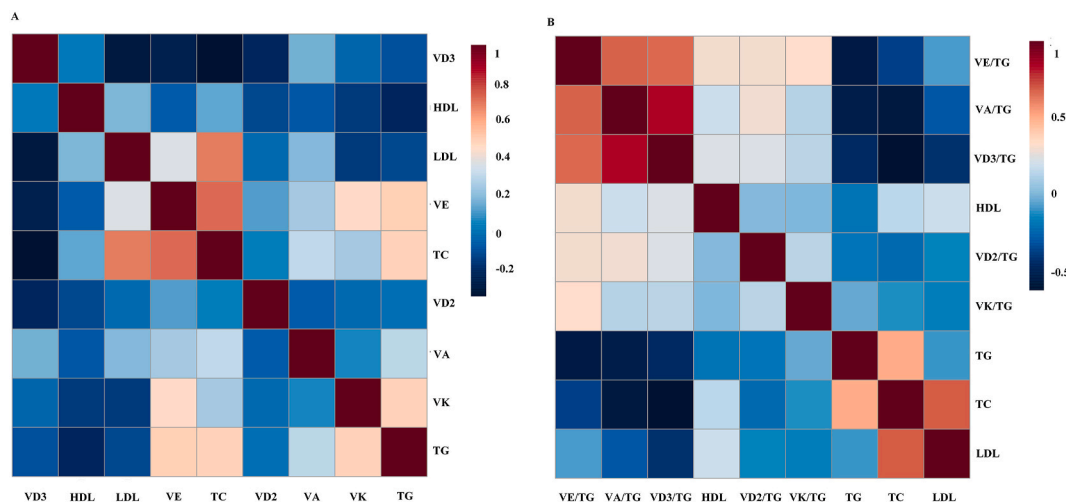 A
VD3
HDL
LDL
VE
TC
VD2
VA
VK
TG
1
0.8
0.6
0.4
0.2
0
-0.2
VD3 HDL LDL VE TC VD2 VA VK TG
B
VE/TG
VA/TG
VD3/TG
HDL
VD2/TG
VK/TG
TG
TC
LDL
1
0.5
0
-0.5
VE/TG VA/TG VD3/TG HDL VD2/TG VK/TG TG TC LDL